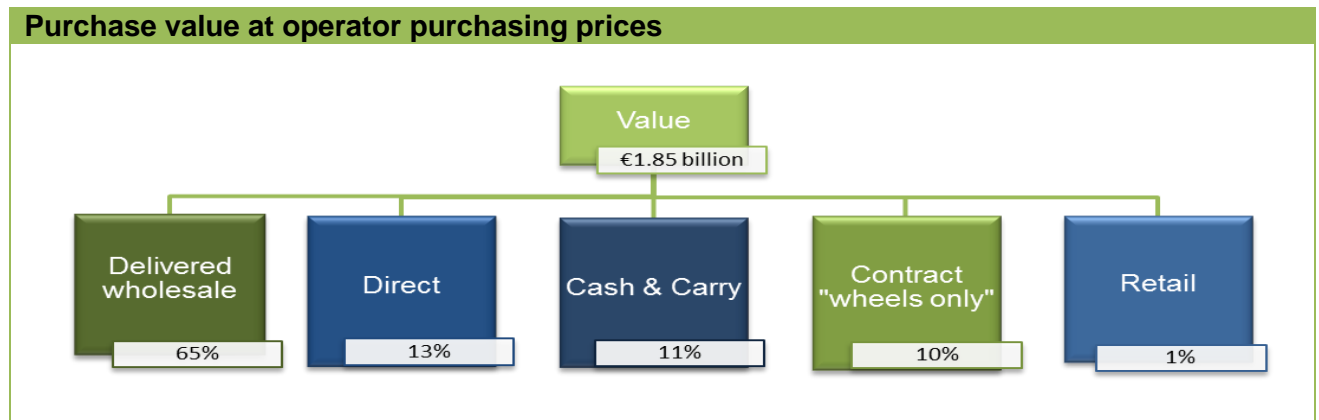 Purchase value at operator purchasing prices
Value
€1.85 billion
Delivered
wholesale
65%
Direct
13%
Cash & Carry
11%
Contract
"wheels only"
10%
Retail
1%